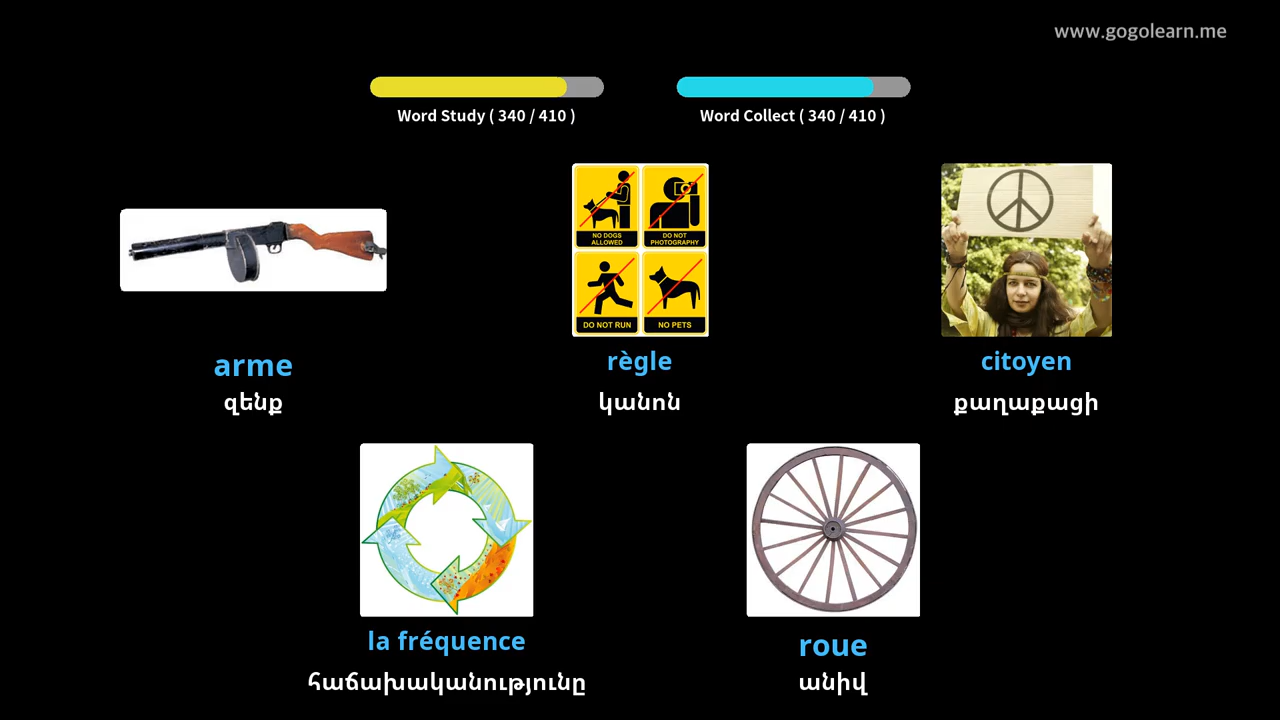 www.gogolearn.me
Word Study ( 340 / 410 )
Word Collect ( 340 / 410 )
NO DOGS
ALLOWED
DO NOT
PHOTOGRAPHY
DO NOT RUN
NO PETS
arme
règle
citoyen
զենք
կանոն
քաղաքացի
la fréquence
roue
հաճախականությունը
անիվ